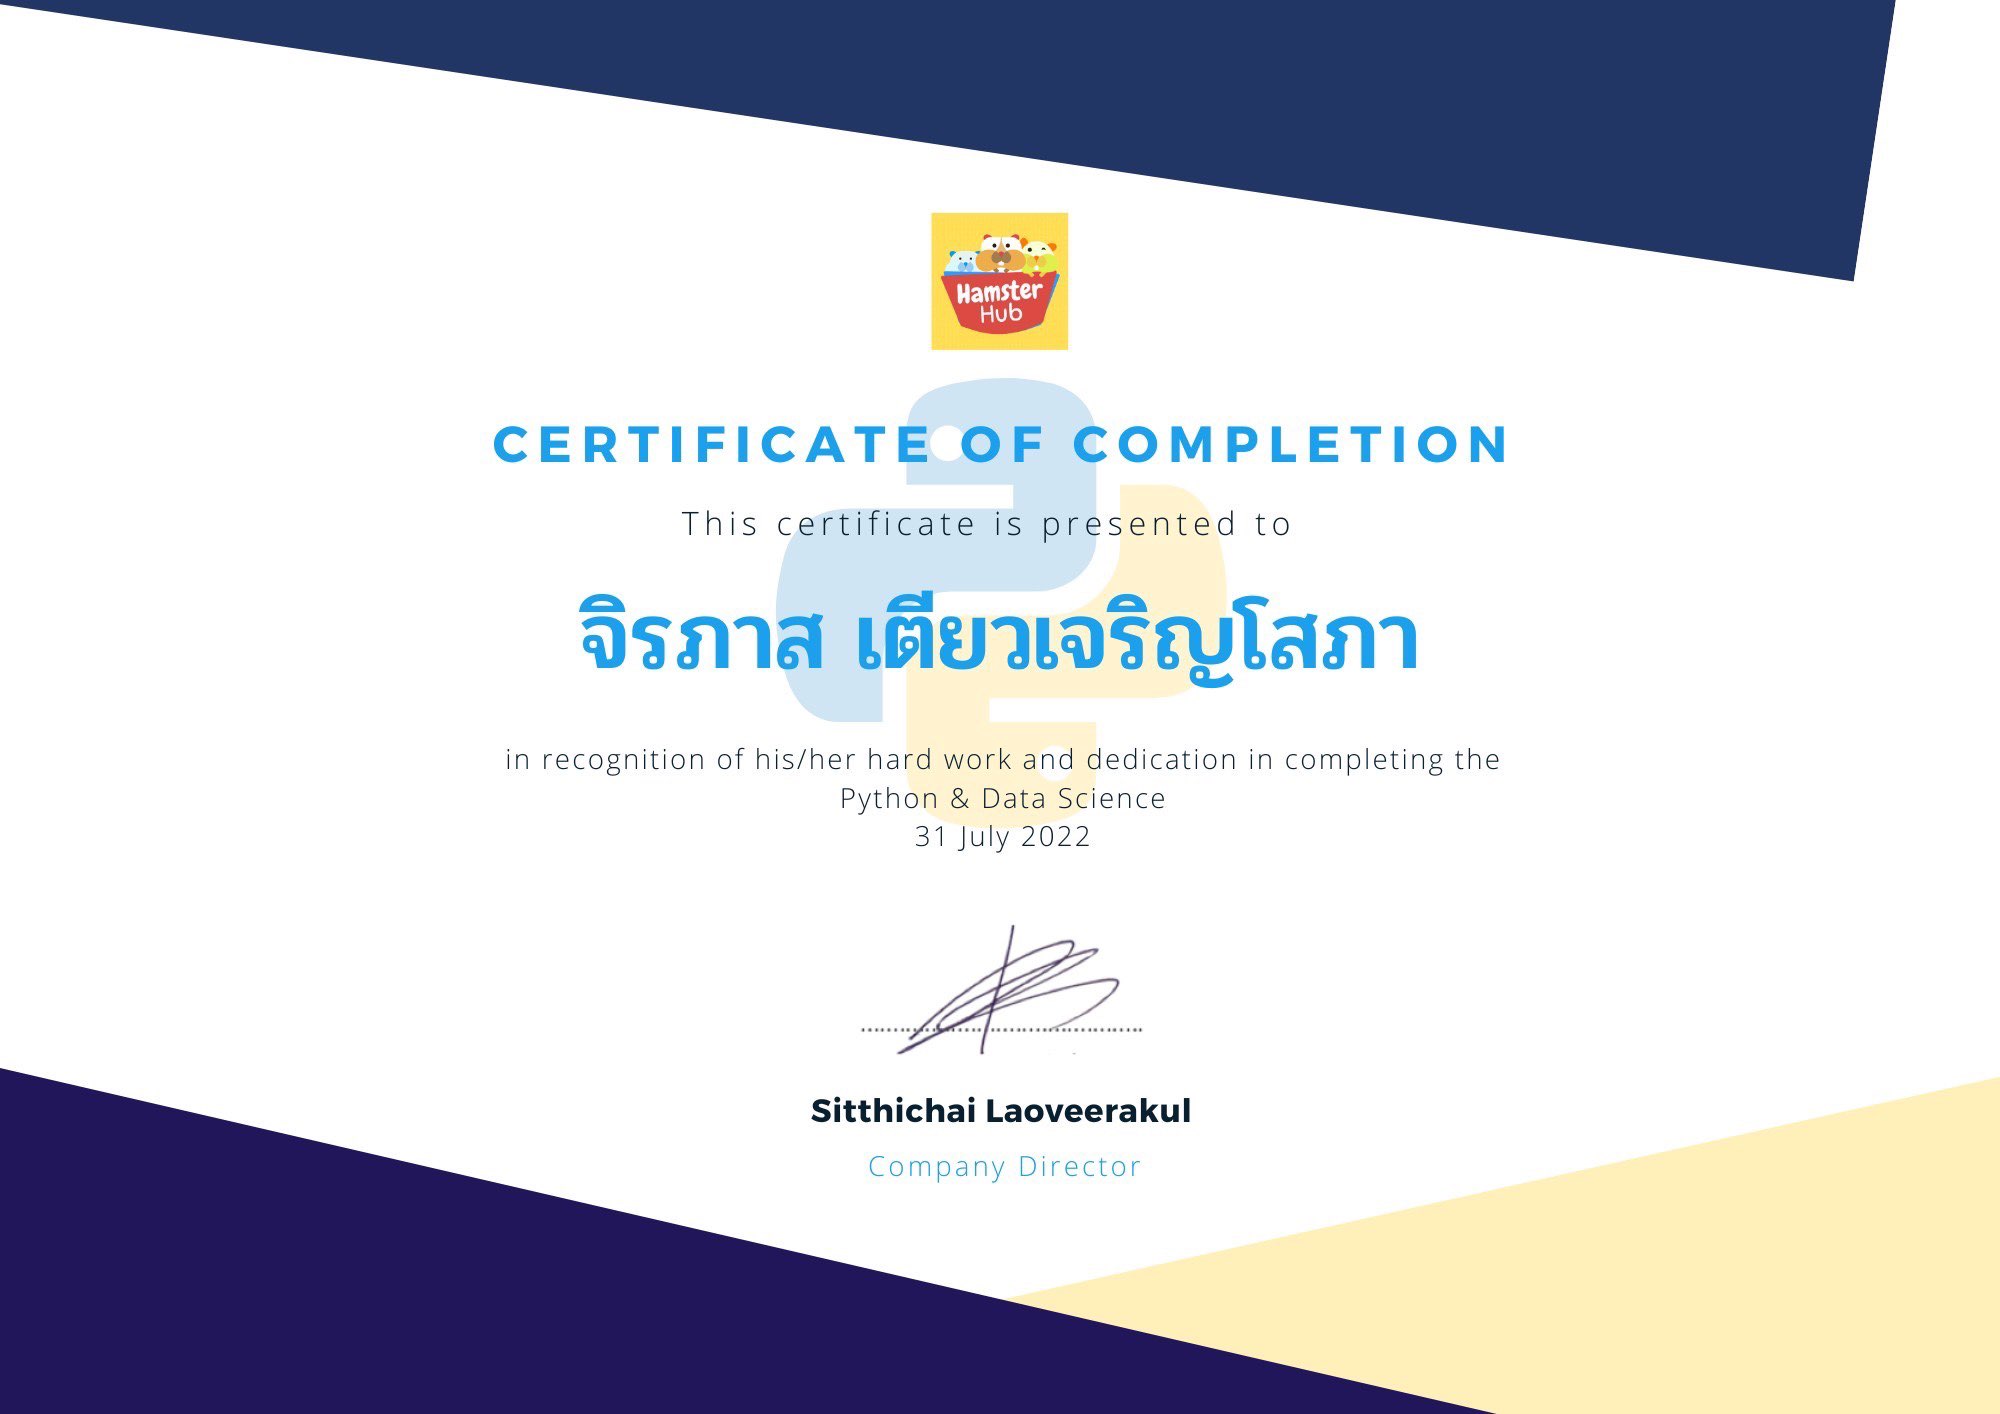 Hamster
Hub
CERTIFICATE OF COMPLETION
This certificate is presented to
จิรภาส เตียวเจริญโสภา
in recognition of his/her hard work and dedication in completing the
Python & Data Science
31 July 2022
Sitthichai Laoveerakul
Company Director